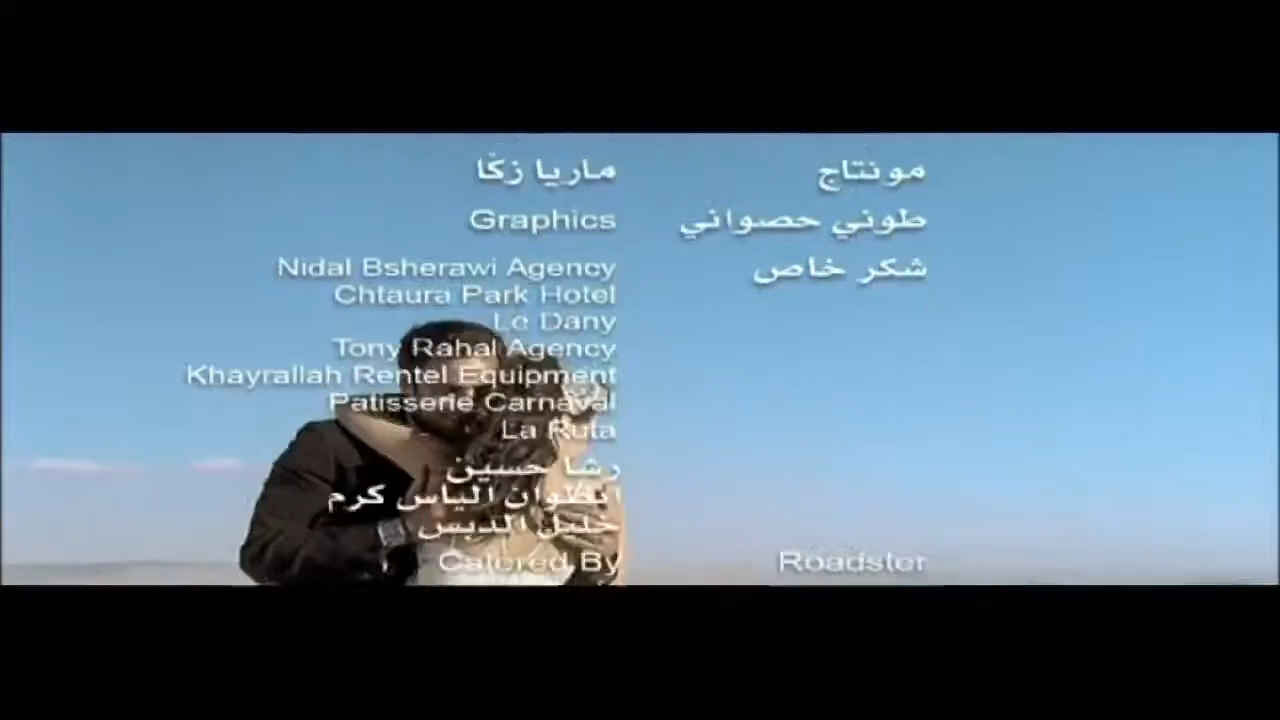 مونتاج ماريا زكّا
طوني حصواني Graphics
شكر خاص Nidal Bsherawi Agency
Chtaura Park Hotel
Le Dany
Tony Rahal Agency
Khayrallah Rentel Equipment
Patisserie Carnaval
La Ruta
رشا حسين
انطوان الياس كرم
خليل الدبس
Catered By Roadster